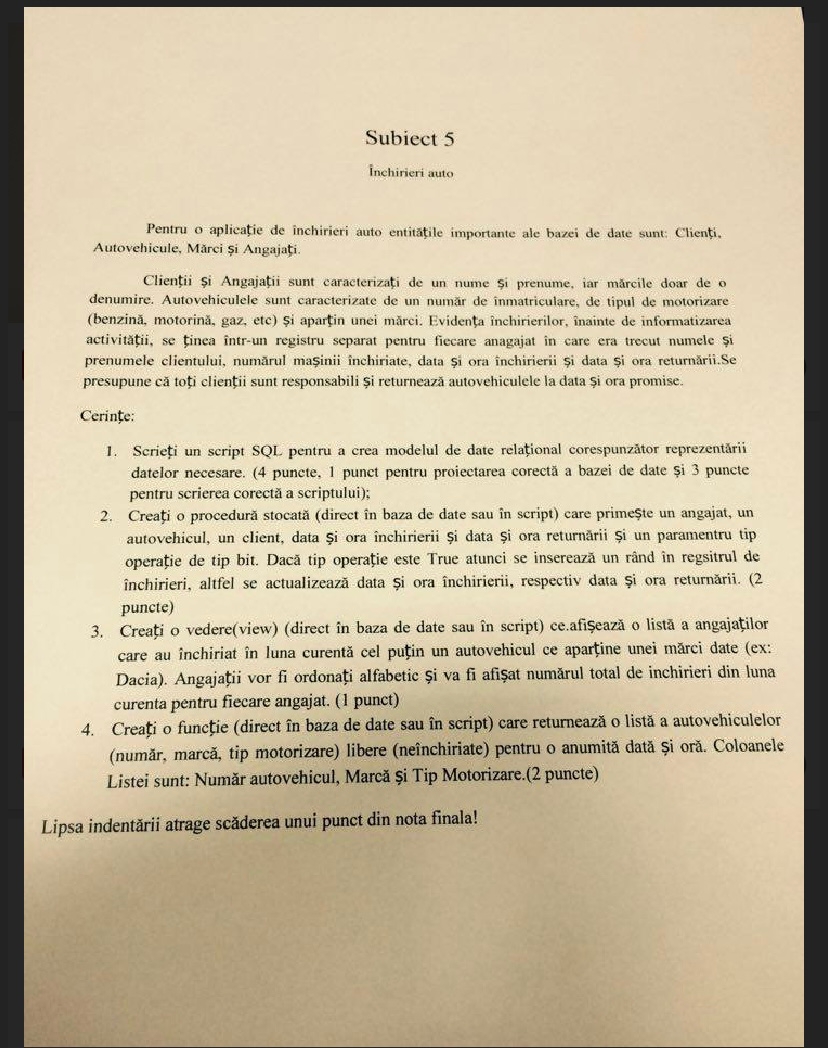 Subiect 5
Închirieri auto
Pentru o aplicație de închirieri auto entitățile importante ale bazei de date sunt: Clienți,
Autovehicule, Mărci și Angajați.
Clienții și Angajații sunt caracterizați de un nume și prenume, iar mărcile doar de o
denumire. Autovehiculele sunt caracterizate de un număr de înmatriculare, de tipul de motorizare
(benzină, motorină, gaz, etc) și aparțin unei mărci. Evidența închirierilor, înainte de informatizarea
activității, se ținea într-un registru separat pentru fiecare anagajat în care era trecut numele și
prenumele clientului, numărul mașinii închiriate, data și ora închirierii și data și ora returnării.Se
presupune că toți clienții sunt responsabili și returnează autovehiculele la data și ora promise.
Cerințe:
1. Scrieți un script SQL pentru a crea modelul de date relațional corespunzător reprezentării
datelor necesare. (4 puncte, 1 punct pentru proiectarea corectă a bazei de date și 3 puncte
pentru scrierea corectă a scriptului);
2. Creați o procedură stocată (direct în baza de date sau în script) care primește un angajat, un
autovehicul, un client, data și ora închirierii și data și ora returnării și un paramentru tip
operație de tip bit. Dacă tip operație este True atunci se inserează un rând în regsitrul de
închirieri, altfel se actualizează data și ora închirierii, respectiv data și ora returnării. (2
puncte)
3. Creați o vedere(view) (direct în baza de date sau în script) ce.afișează o listă a angajaților
care au închiriat în luna curentă cel puțin un autovehicul ce aparține unei mărci date (ex:
Dacia). Angajații vor fi ordonați alfabetic și va fi afișat numărul total de inchirieri din luna
curenta pentru fiecare angajat. (1 punct)
4. Creați o funcție (direct în baza de date sau în script) care returnează o listă a autovehiculelor
(număr, marcă, tip motorizare) libere (neînchiriate) pentru o anumită dată și oră. Coloanele
Listei sunt: Număr autovehicul, Marcă și Tip Motorizare.(2 puncte)
Lipsa indentării atrage scăderea unui punct din nota finala!